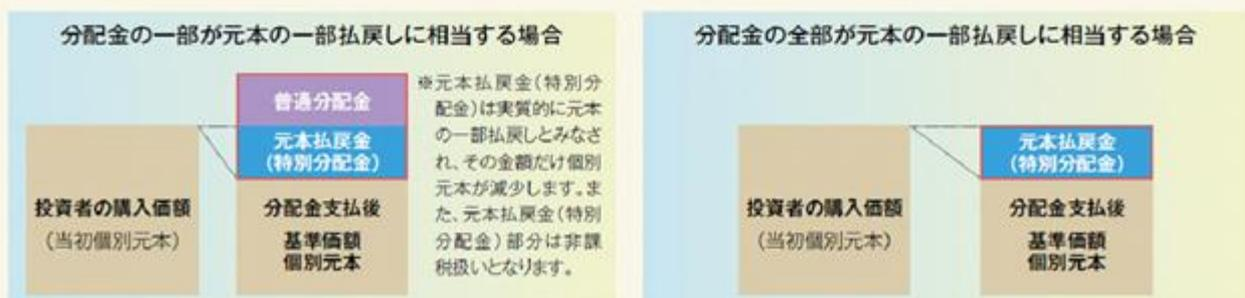 分配金の一部が元本の一部払戻しに相当する場合
普通分配金
元本払戻金
(特別分配金)
投資者の購入価額
(当初個別元本)
分配金支払後
基準価額
個別元本
※元本払戻金(特別分
配金)は実質的に元本
の一部払戻しとみなさ
れ、その金額だけ個別
元本が減少します。ま
た、元本払戻金(特別
分配金)部分は非課
税扱いとなります。
分配金の全部が元本の一部払戻しに相当する場合
元本払戻金
(特別分配金)
投資者の購入価額
(当初個別元本)
分配金支払後
基準価額
個別元本